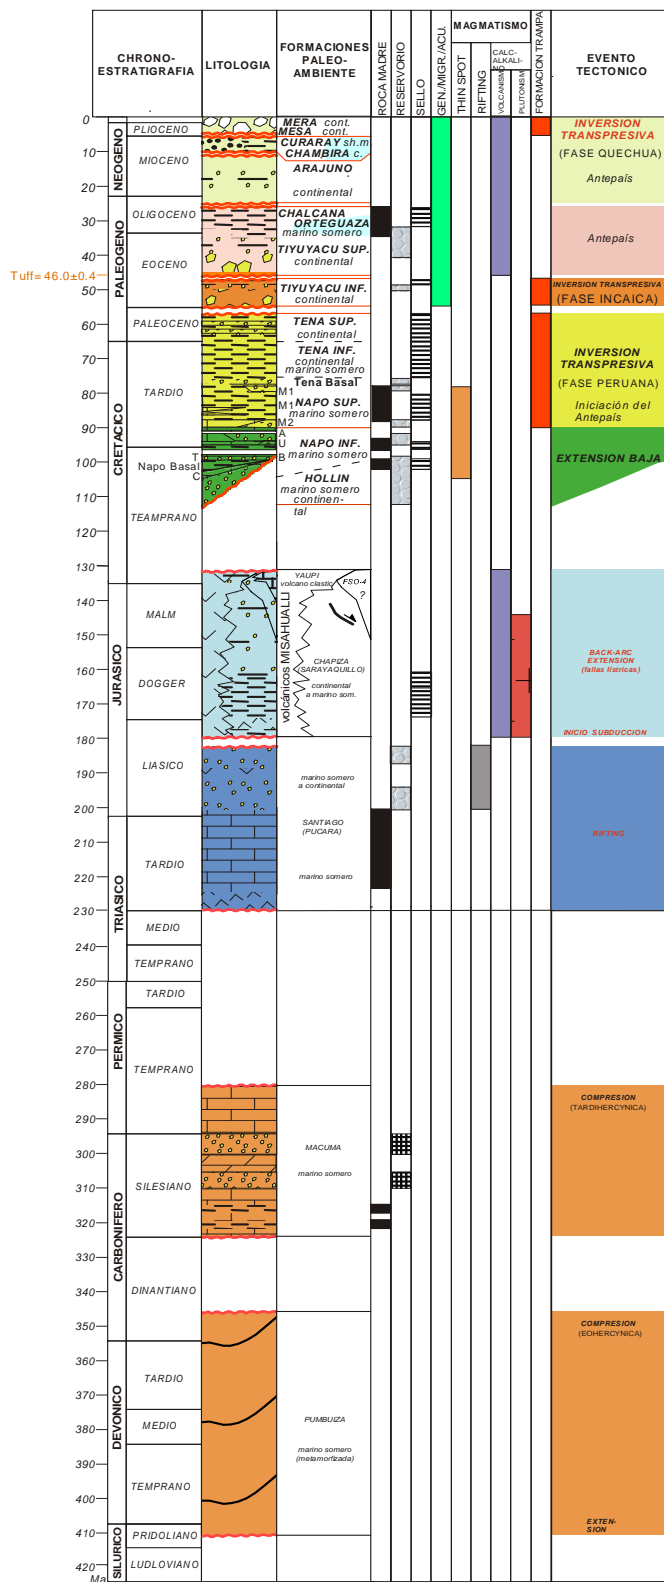 CHRONO-
ESTRATIGRAFIA
LITOLOGIA
FORMACIONES
PALEO-
AMBIENTE
ROCA MADRE
RESERVORIO
SELLO
GEN./MIGR./ACU.
MAGMATISMO
THIN SPOT
RIFTING
CALC-
ALKALI-
NO
VOLCANISMO
PLUTONISM
FORMACION TRAMPA
EVENTO
TECTONICO
0
10
20
30
40
Tuff= 46.0±0.4
50
60
70
80
90
100
110
120
130
140
150
160
170
180
190
200
210
220
230
240
250
260
270
280
290
300
310
320
330
340
350
360
370
380
390
400
410
420
Ma
NEOGENO
PALEOGENO
CRETACICO
JURASICO
TRIASICO
PERMICO
CARBONIFERO
DEVONICO
SILURICO
PLIOCENO
MIOCENO
OLIGOCENO
EOCENO
PALEOCENO
TARDIO
Napo Basal
TEAMPRANO
MALM
DOGGER
LIASICO
TARDIO
MEDIO
TEMPRANO
TARDIO
TEMPRANO
SILESIANO
DINANTIANO
TARDIO
MEDIO
TEMPRANO
PRIDOLIANO
LUDLOVIANO
T
C
MERA cont.
MESA cont.
CURARAY sh.m.
CHAMBIRA c.
ARAJUNO
continental
CHALCANA
ORTEGUAZA
marino somero
TIYUYACU SUP.
continental
TIYUYACU INF.
continental
TENA SUP.
continental
TENA INF.
continental
marino somero
Tena Basal
M1
NAPO SUP.
M1
marino somero
M2
A
U
NAPO INF.
marino somero
B
HOLLIN
marino somero
continen-
tal
YAUPI
volcano clastic
FSO-4
?
volcánicos MISAHUALLI
CHAPIZA
(SARAYAQUILLO)
continental
a marino som.
marino somero
a continental
SANTIAGO
(PUCARA)
marino somero
MACUMA
marino somero
PUMBUIZA
marino somero
(metamorfizada)
INVERSION
TRANSPRESIVA
(FASE QUECHUA)
Antepaís
Antepaís
INVERSION TRANSPRESIVA
(FASE INCAICA)
INVERSION
TRANSPRESIVA
(FASE PERUANA)
Iniciación del
Antepaís
EXTENSION BAJA
BACK-ARC
EXTENSION
(fallas lístricas)
INICIO SUBDUCCION
RIFTING
COMPRESION
(TARDIHERCYNICA)
COMPRESION
(EOHERCYNICA)
EXTEN-
SION